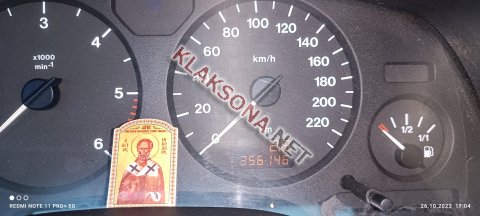 3 4 5 6
x1000
min⁻¹
0 20 40 60 80 100 120 140 160 180 200 220
km/h
356146
1/2 1/1
KLAKSONA.NET
REDMI NOTE 11 PRO+ 5G
26.10.2023 17:04